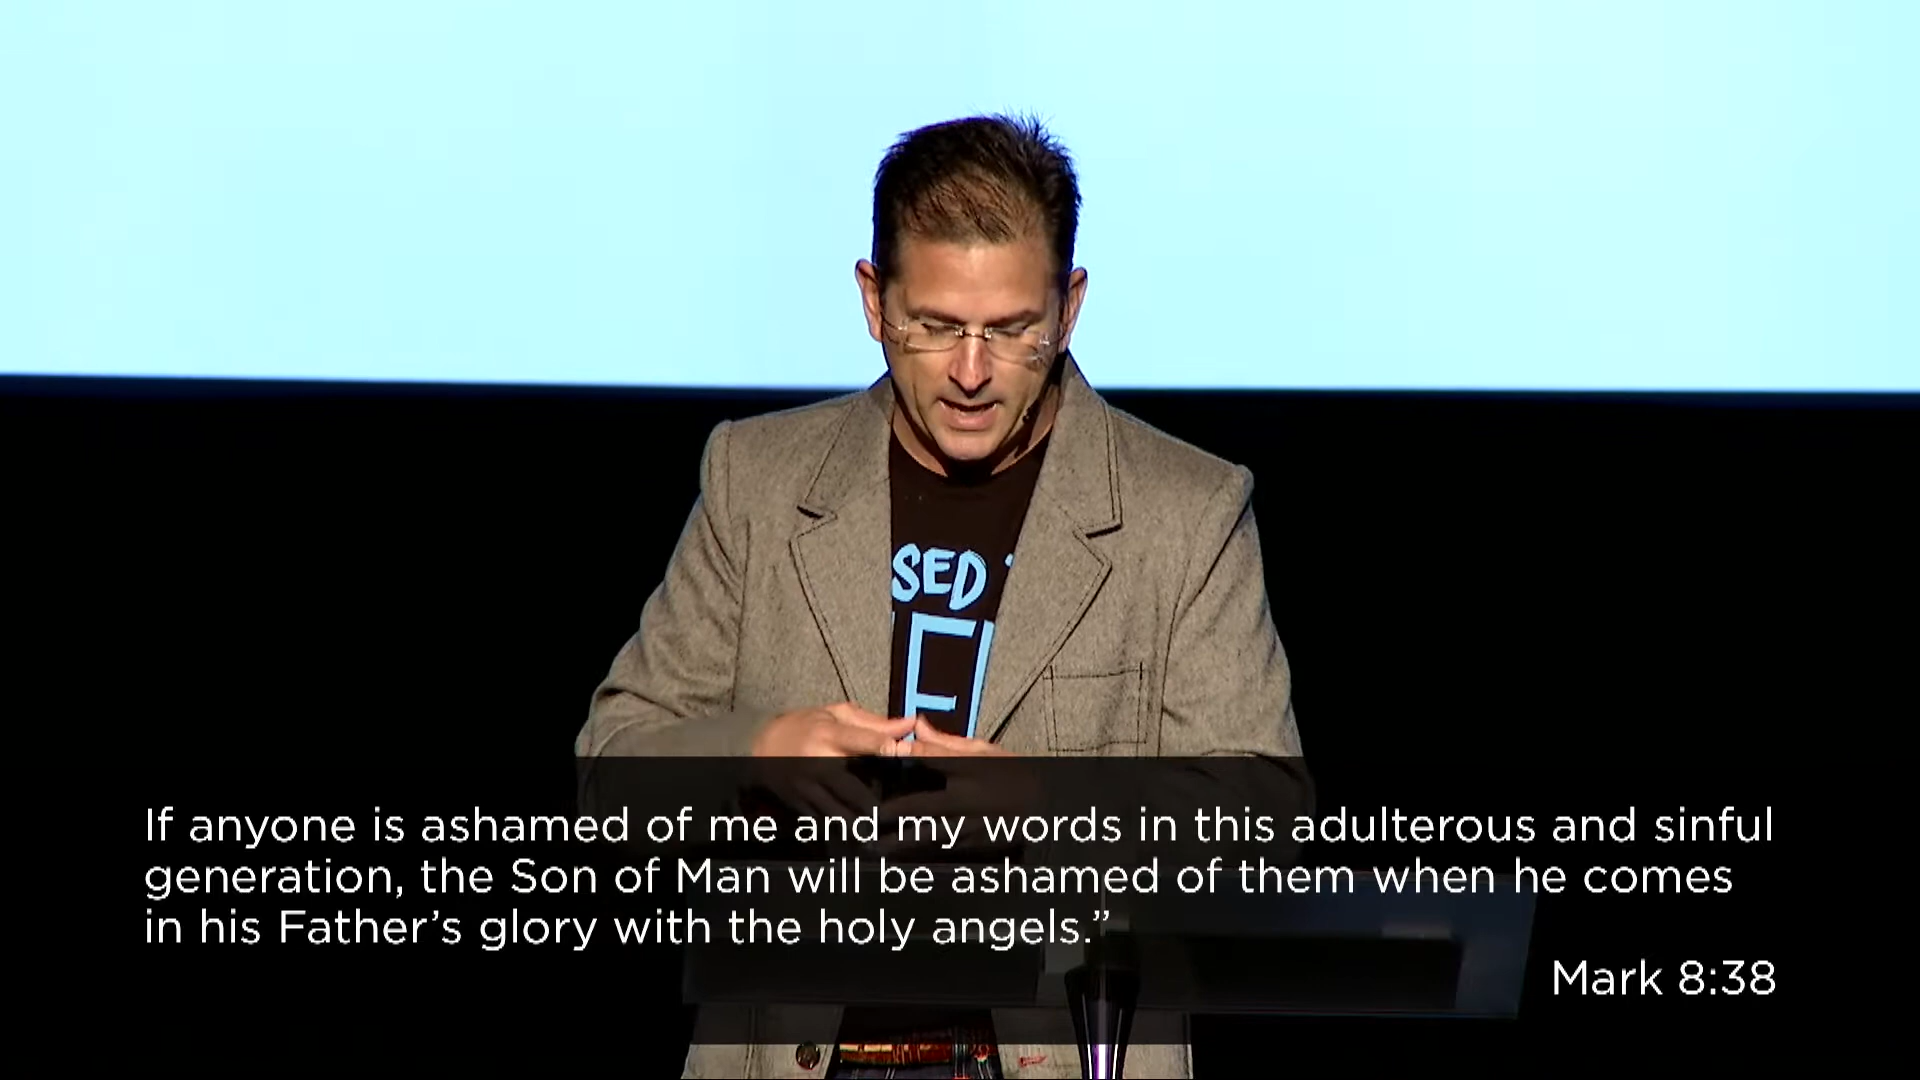 SED
If anyone is ashamed of me and my words in this adulterous and sinful
generation, the Son of Man will be ashamed of them when he comes
in his Father’s glory with the holy angels.”
Mark 8:38